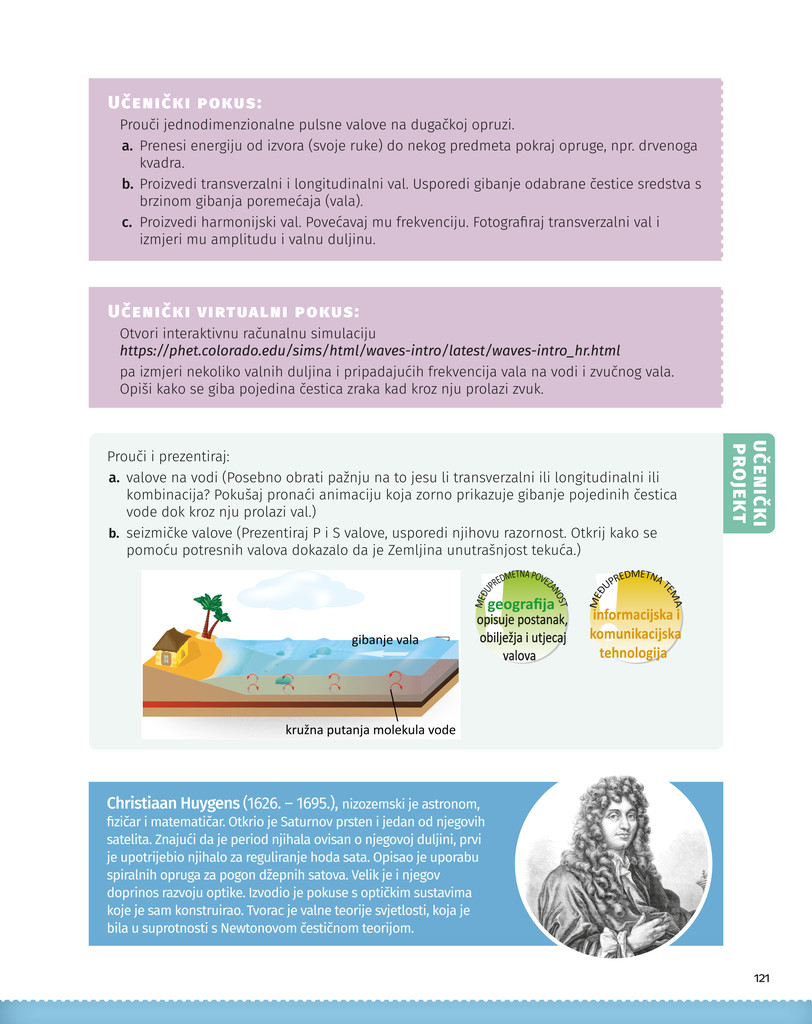 Učenički pokus:
Prouči jednodimenzionalne pulsne valove na dugačkoj opruzi.
a. Prenesi energiju od izvora (svoje ruke) do nekog predmeta pokraj opruge, npr. drvenoga
kvadra.
b. Proizvedi transverzalni i longitudinalni val. Usporedi gibanje odabrane čestice sredstva s
brzinom gibanja poremećaja (vala).
c. Proizvedi harmonijski val. Povećavaj mu frekvenciju. Fotografiraj transverzalni val i
izmjeri mu amplitudu i valnu duljinu.
Učenički virtualni pokus:
Otvori interaktivnu računalnu simulaciju
https://phet.colorado.edu/sims/html/waves-intro/latest/waves-intro_hr.html
pa izmjeri nekoliko valnih duljina i pripadajućih frekvencija vala na vodi i zvučnog vala.
Opiši kako se giba pojedina čestica zraka kad kroz nju prolazi zvuk.
UČENIČKI
PROJEKT
Prouči i prezentiraj:
a. valove na vodi (Posebno obrati pažnju na to jesu li transverzalni ili longitudinalni ili
kombinacija? Pokušaj pronaći animaciju koja zorno prikazuje gibanje pojedinih čestica
vode dok kroz nju prolazi val.)
b. seizmičke valove (Prezentiraj P i S valove, usporedi njihovu razornost. Otkrij kako se
pomoću potresnih valova dokazalo da je Zemljina unutrašnjost tekuća.)
gibanje vala
kružna putanja molekula vode
MEĐUPREDMETNA POVEZANOST
geografija
opisuje postanak,
obilježja i utjecaj
valova
MEĐUPREDMETNA TEMA
informacijska i
komunikacijska
tehnologija
Christiaan Huygens (1626. – 1695.), nizozemski je astronom,
fizičar i matematičar. Otkrio je Saturnov prsten i jedan od njegovih
satelita. Znajući da je period njihala ovisan o njegovoj duljini, prvi
je upotrijebio njihalo za reguliranje hoda sata. Opisao je uporabu
spiralnih opruga za pogon džepnih satova. Velik je i njegov
doprinos razvoju optike. Izvodio je pokuse s optičkim sustavima
koje je sam konstruirao. Tvorac je valne teorije svjetlosti, koja je
bila u suprotnosti s Newtonovom čestičnom teorijom.
121